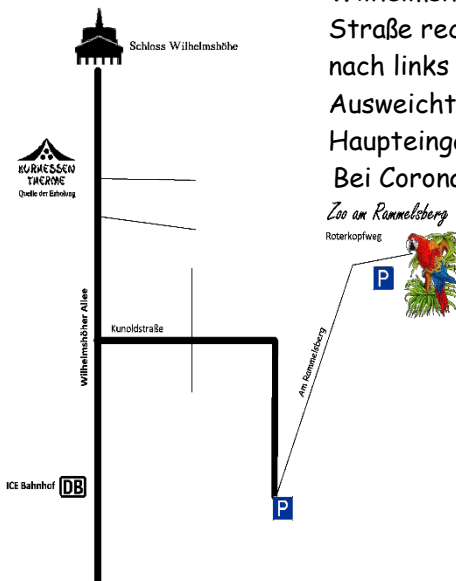 Straße rec
nach links
Ausweicht
Haupteinga
Bei Corona
Schloss Wilhelmshöhe
KURHESSEN
THERME
Quelle der Erholung
Zoo am Rammelsberg
Roterkopfweg
P
Wilhelmshöher Allee
Kunoldstraße
Am Rammelsberg
ICE Bahnhof DB
P